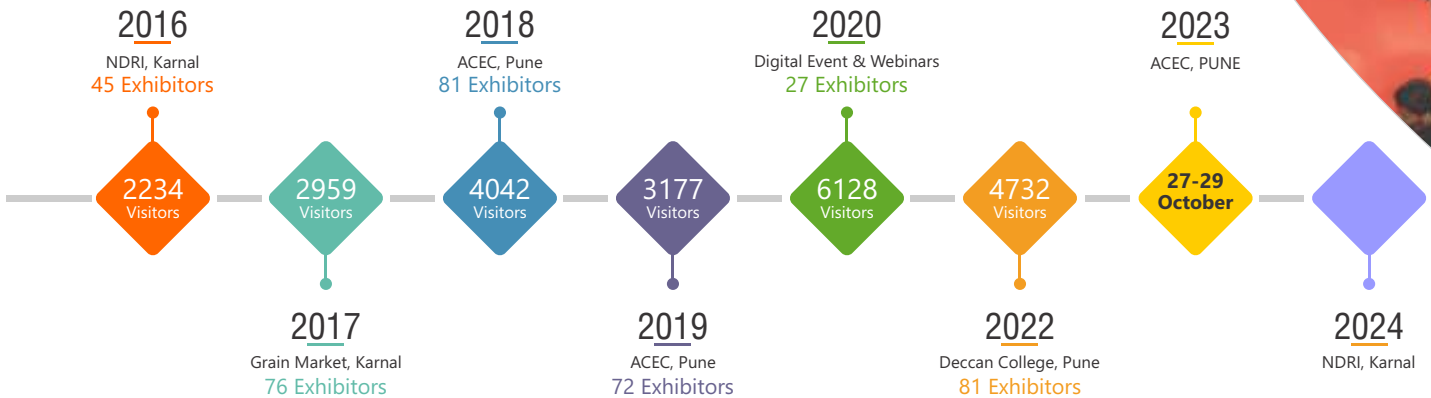 2016
NDRI, Karnal
45 Exhibitors
2234
Visitors
2959
Visitors
2017
Grain Market, Karnal
76 Exhibitors
2018
ACEC, Pune
81 Exhibitors
4042
Visitors
3177
Visitors
2019
ACEC, Pune
72 Exhibitors
2020
Digital Event & Webinars
27 Exhibitors
6128
Visitors
4732
Visitors
2022
Deccan College, Pune
81 Exhibitors
2023
ACEC, PUNE
27-29
October
2024
NDRI, Karnal